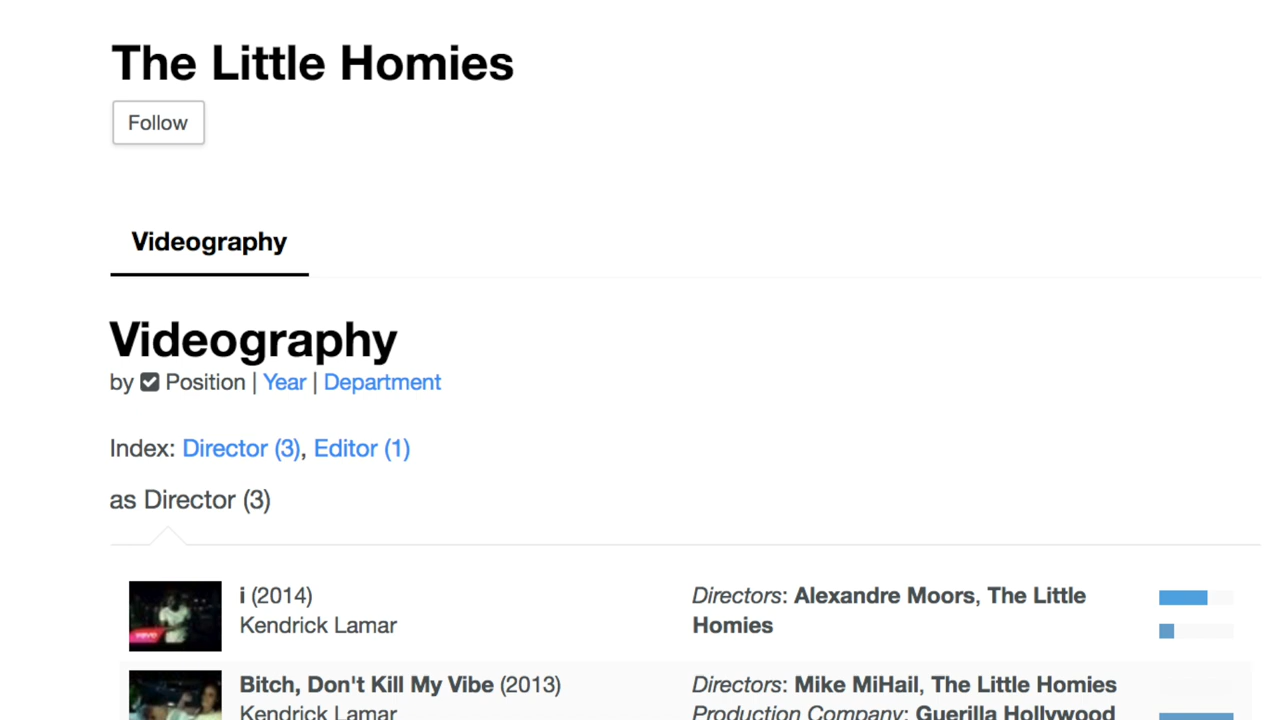 The Little Homies
Follow
Videography
Videography
by Position | Year | Department
Index: Director (3), Editor (1)
as Director (3)
i (2014)
Kendrick Lamar
Directors: Alexandre Moors, The Little
Homies
vevo
Bitch, Don't Kill My Vibe (2013)
Kendrick Lamar
Directors: Mike MiHail, The Little Homies
Production Company: Guerilla Hollywood